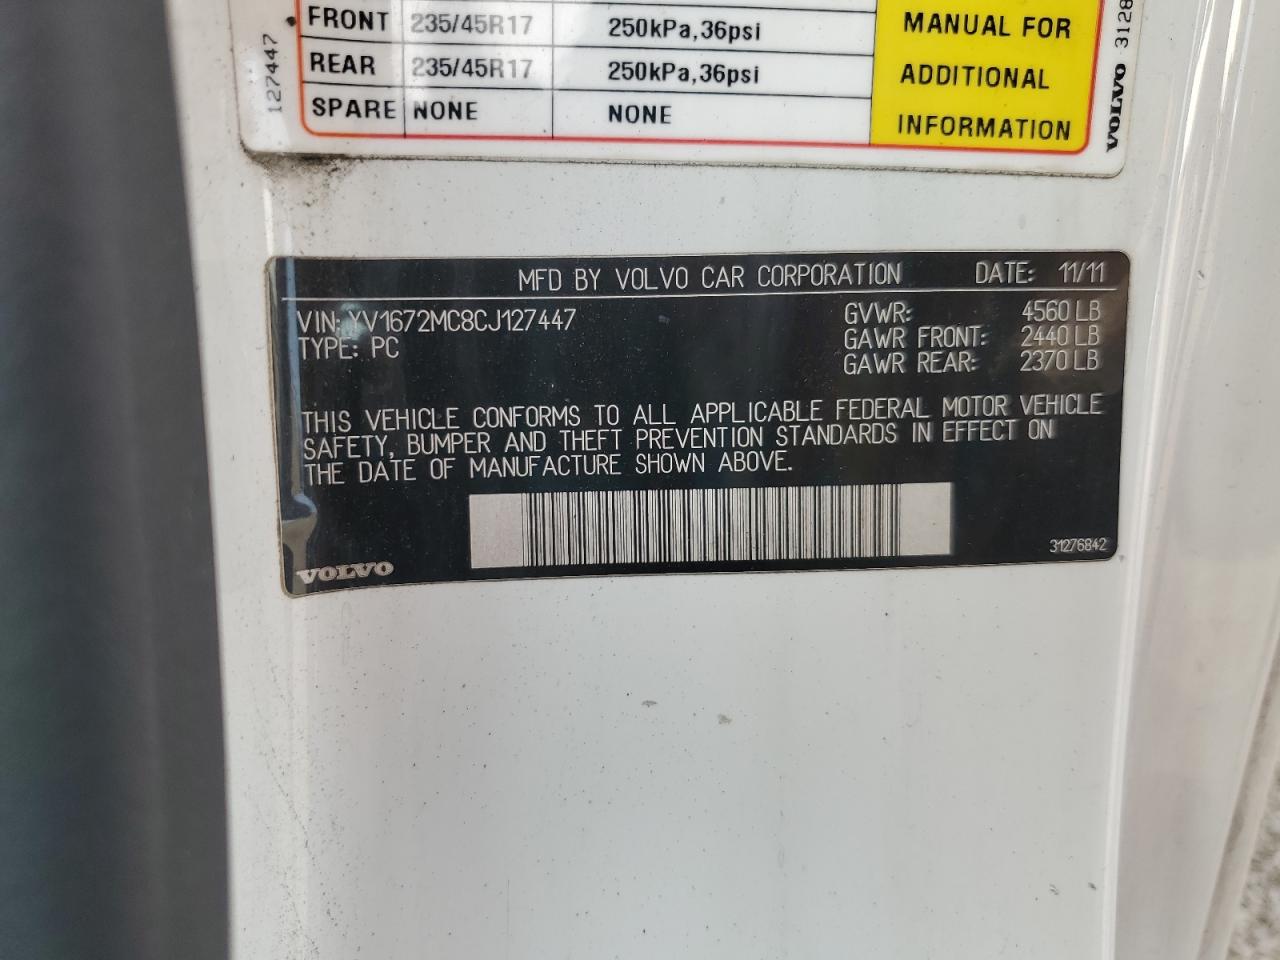 FRONT 235/45R17 250kPa,36psi
REAR 235/45R17 250kPa,36psi
SPARE NONE NONE
MANUAL FOR
ADDITIONAL
INFORMATION
127447
VOLVO 3128
MFD BY VOLVO CAR CORPORATION DATE: 11/11
VIN: YV1672MC8CJ127447 GVWR: 4560 LB
TYPE: PC GAWR FRONT: 2440 LB
GAWR REAR: 2370 LB
THIS VEHICLE CONFORMS TO ALL APPLICABLE FEDERAL MOTOR VEHICLE
SAFETY, BUMPER AND THEFT PREVENTION STANDARDS IN EFFECT ON
THE DATE OF MANUFACTURE SHOWN ABOVE.
31276842
VOLVO